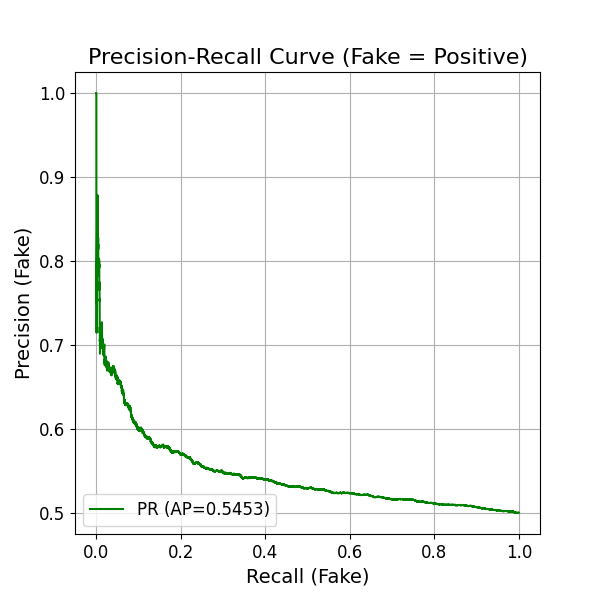 Precision-Recall Curve (Fake = Positive)
Precision (Fake)
1.0
0.9
0.8
0.7
0.6
0.5
PR (AP=0.5453)
0.0 0.2 0.4 0.6 0.8 1.0
Recall (Fake)